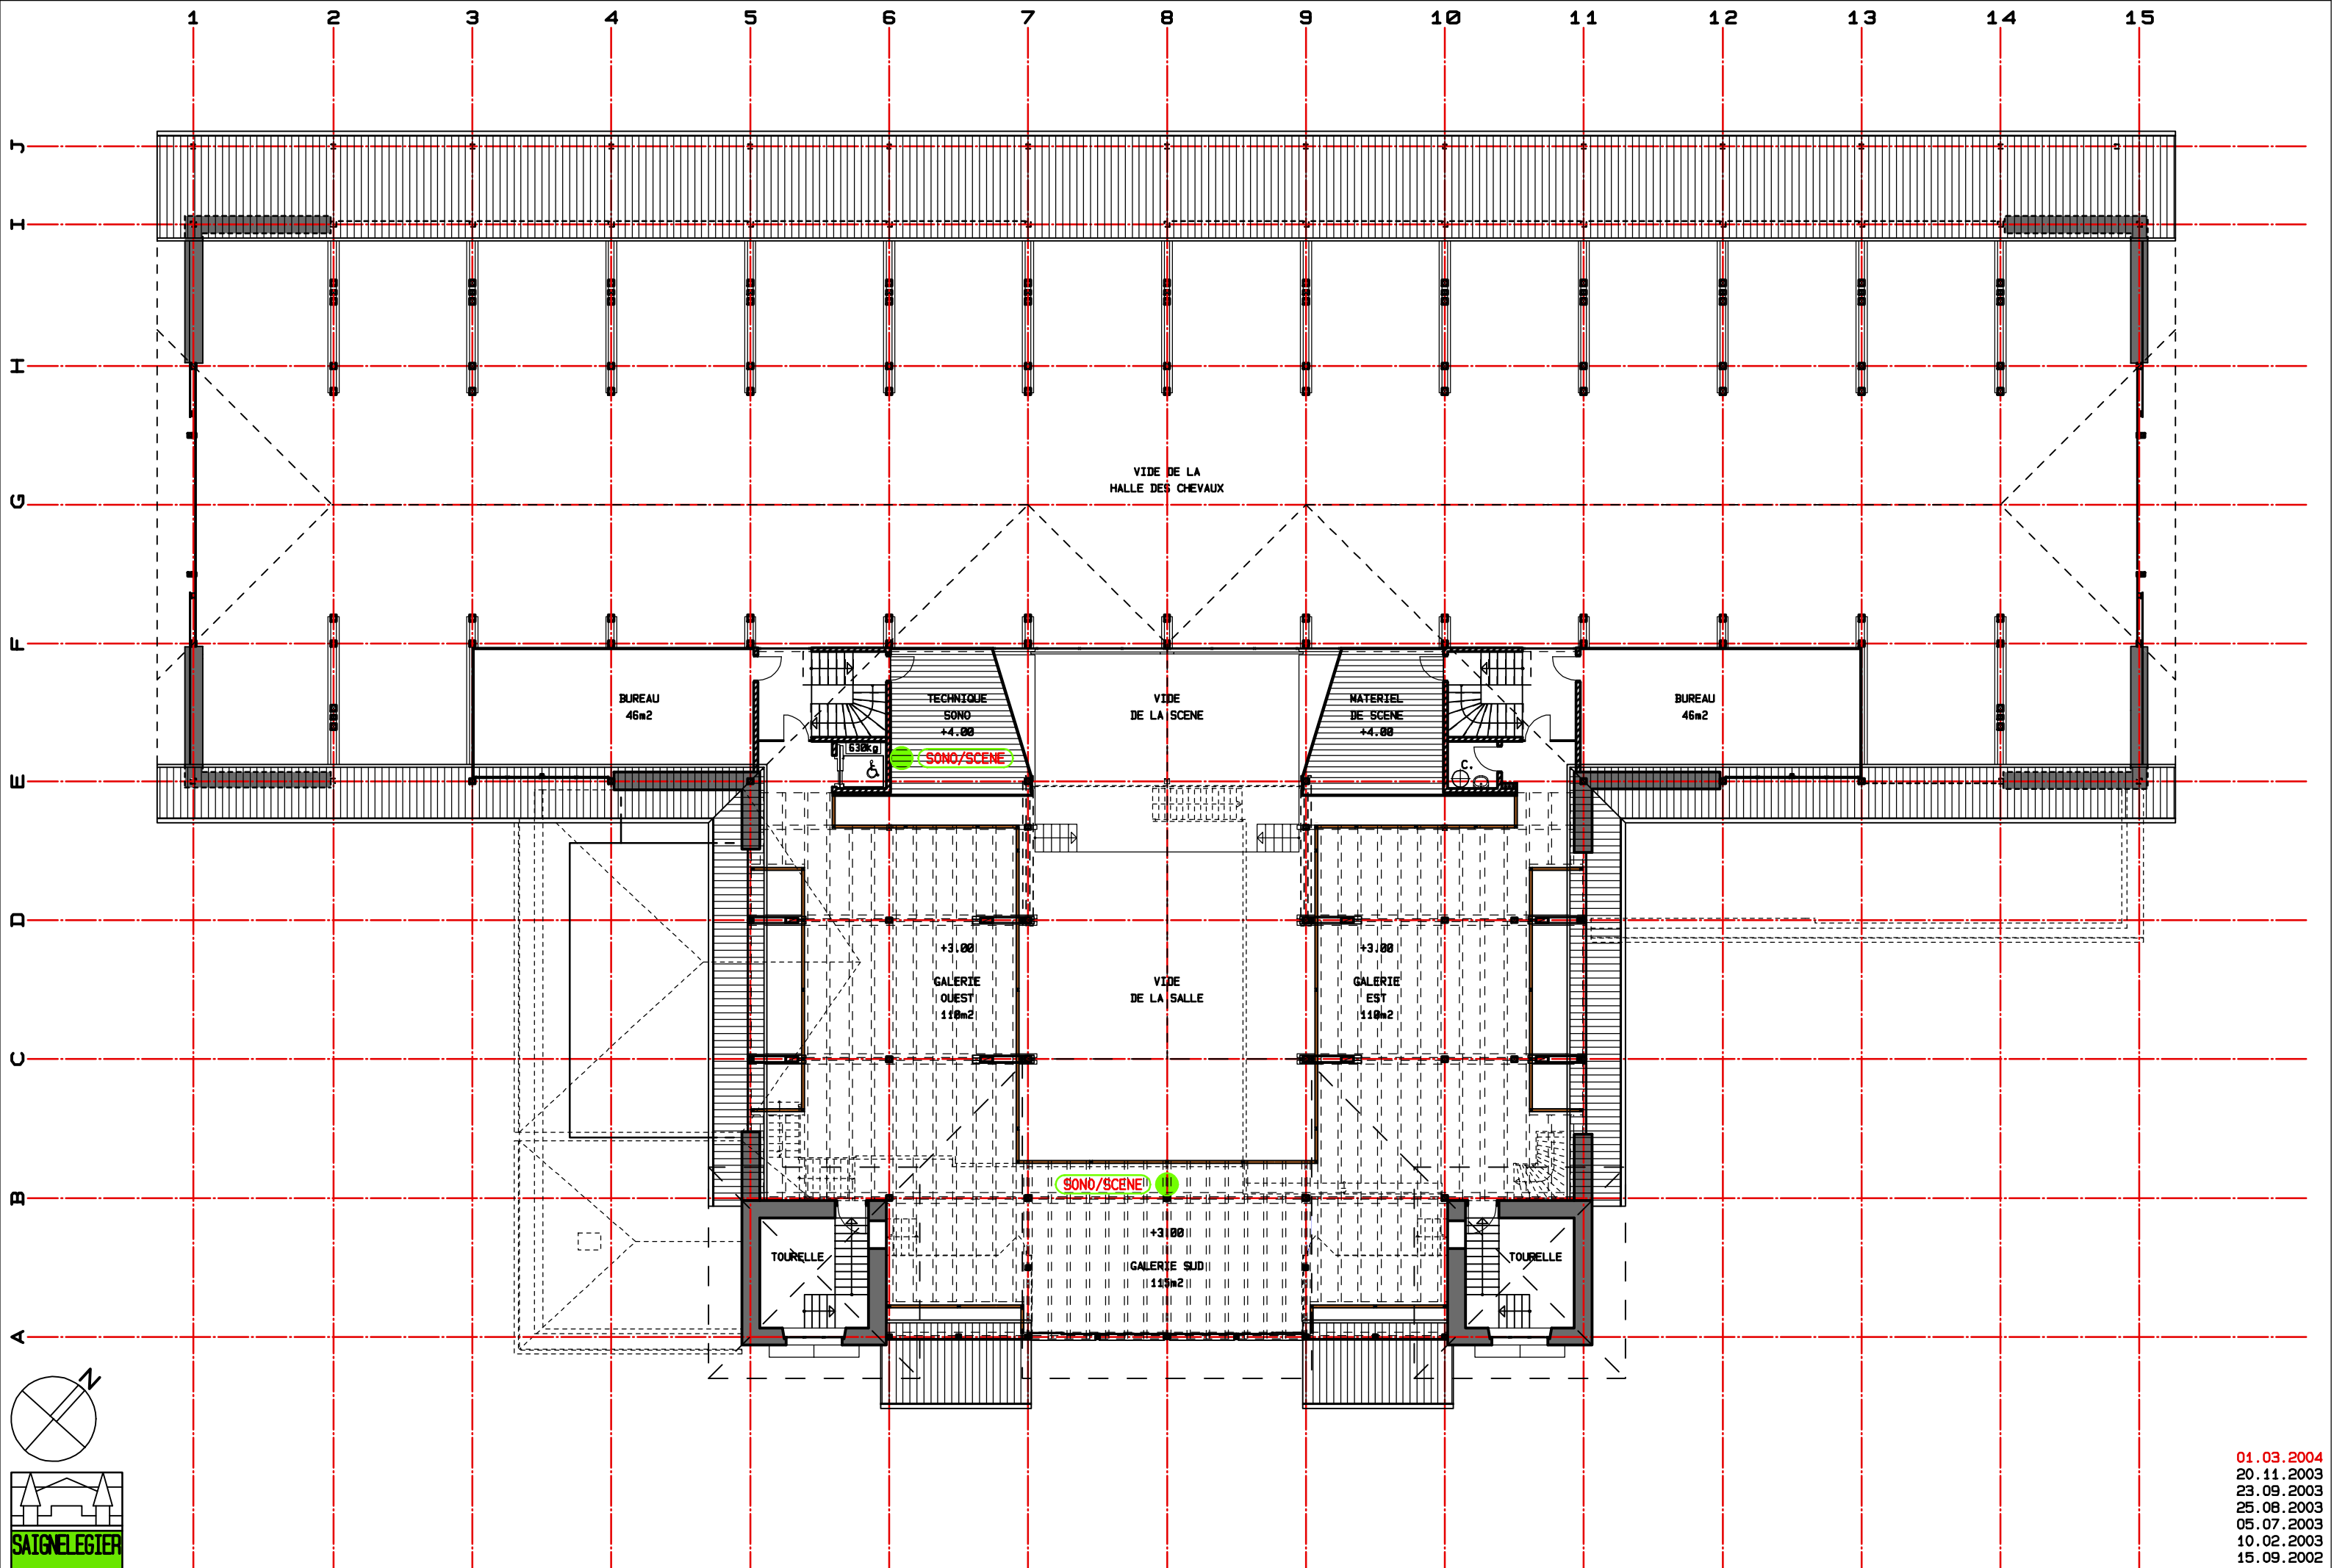 1 2 3 4 5 6 7 8 9 10 11 12 13 14 15
J
I
H
G
F
E
D
C
B
A
VIDE DE LA
HALLE DES CHEVAUX
BUREAU
46m2
TECHNIQUE
SONO
+4.00
VIDE
DE LA SCENE
MATERIEL
DE SCENE
+4.00
BUREAU
46m2
630kg
SONO/SCENE
C.
+3.00
GALERIE
OUEST
110m2
VIDE
DE LA SALLE
+3.00
GALERIE
EST
110m2
SONO/SCENE
+3.00
GALERIE SUD
115m2
TOURELLE
TOURELLE
N
SAIGNELEGIER
01.03.2004
20.11.2003
23.09.2003
25.08.2003
05.07.2003
10.02.2003
15.09.2002